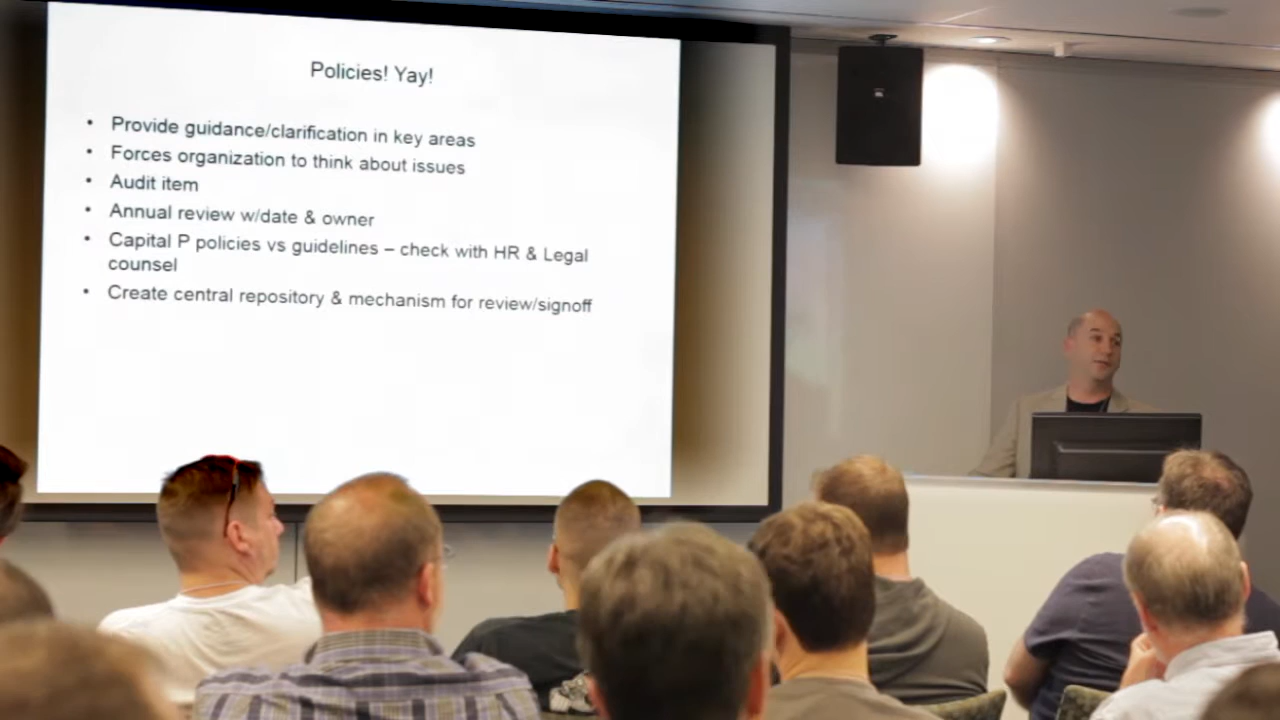 Policies! Yay!
• Provide guidance/clarification in key areas
• Forces organization to think about issues
• Audit item
• Annual review w/date & owner
• Capital P policies vs guidelines – check with HR & Legal
counsel
• Create central repository & mechanism for review/signoff